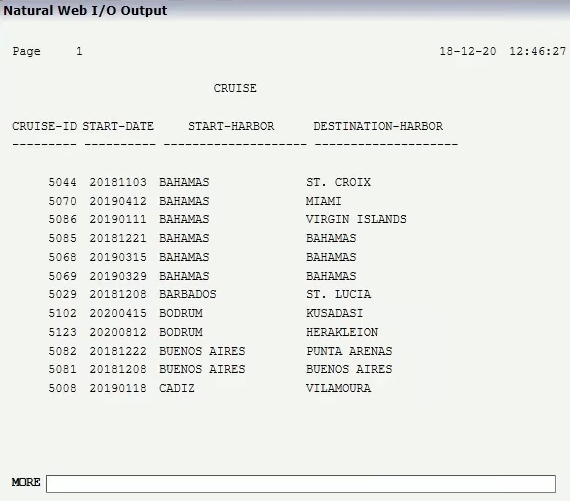 Natural Web I/O Output
Page 1 18-12-20 12:46:27
CRUISE
CRUISE-ID START-DATE START-HARBOR DESTINATION-HARBOR
--------- ---------- -------------------- --------------------
5044 20181103 BAHAMAS ST. CROIX
5070 20190412 BAHAMAS MIAMI
5086 20190111 BAHAMAS VIRGIN ISLANDS
5085 20181221 BAHAMAS BAHAMAS
5068 20190315 BAHAMAS BAHAMAS
5069 20190329 BAHAMAS BAHAMAS
5029 20181208 BARBADOS ST. LUCIA
5102 20200415 BODRUM KUSADASI
5123 20200812 BODRUM HERAKLEION
5082 20181222 BUENOS AIRES PUNTA ARENAS
5081 20181208 BUENOS AIRES BUENOS AIRES
5008 20190118 CADIZ VILAMOURA
MORE